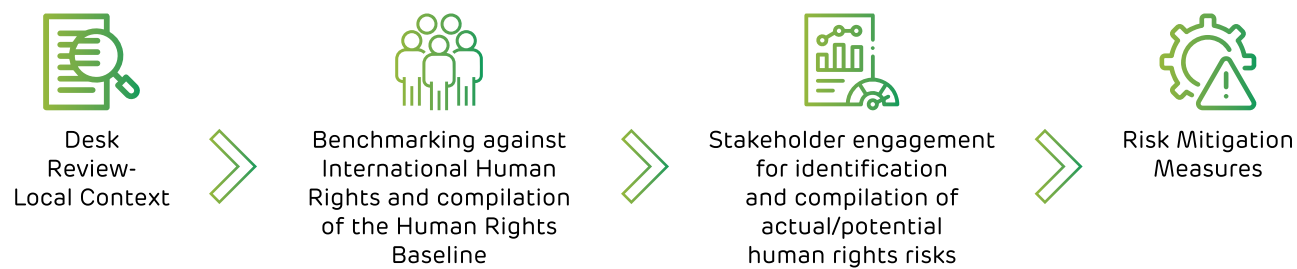 Desk
Review-
Local Context
Benchmarking against
International Human
Rights and compilation
of the Human Rights
Baseline
Stakeholder engagement
for identification
and compilation of
actual/potential
human rights risks
Risk Mitigation
Measures